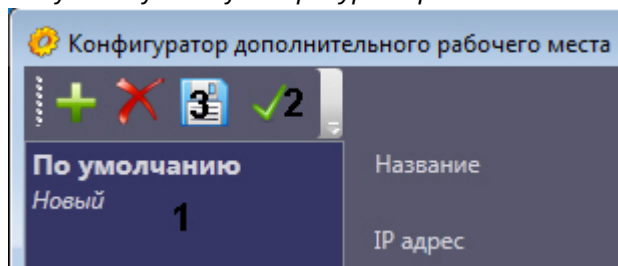 Конфигуратор дополнительного рабочего места
3 2
По умолчанию
Название
Новый
1
IP адрес